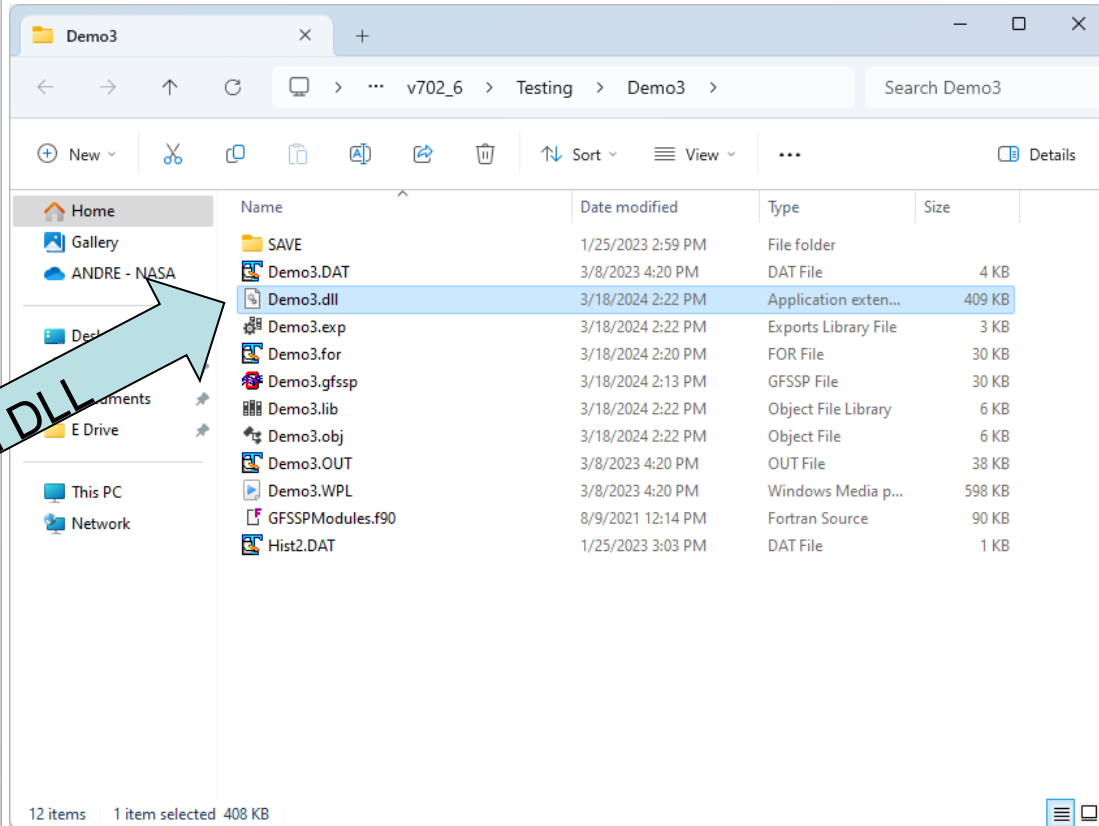 Demo3
v702_6 Testing Demo3 Search Demo3
New Sort View Details
Home
Gallery
ANDRE - NASA
E Drive
This PC
Network
DLL
Name Date modified Type Size
SAVE 1/25/2023 2:59 PM File folder
Demo3.DAT 3/8/2023 4:20 PM DAT File 4 KB
Demo3.dll 3/18/2024 2:22 PM Application exten... 409 KB
Demo3.exp 3/18/2024 2:22 PM Exports Library File 3 KB
Demo3.for 3/18/2024 2:20 PM FOR File 30 KB
Demo3.gfssp 3/18/2024 2:13 PM GFSSP File 30 KB
Demo3.lib 3/18/2024 2:22 PM Object File Library 6 KB
Demo3.obj 3/18/2024 2:22 PM Object File 6 KB
Demo3.OUT 3/8/2023 4:20 PM OUT File 38 KB
Demo3.WPL 3/8/2023 4:20 PM Windows Media p... 598 KB
GFSSPModules.f90 8/9/2021 12:14 PM Fortran Source 90 KB
Hist2.DAT 1/25/2023 3:03 PM DAT File 1 KB
12 items 1 item selected 408 KB